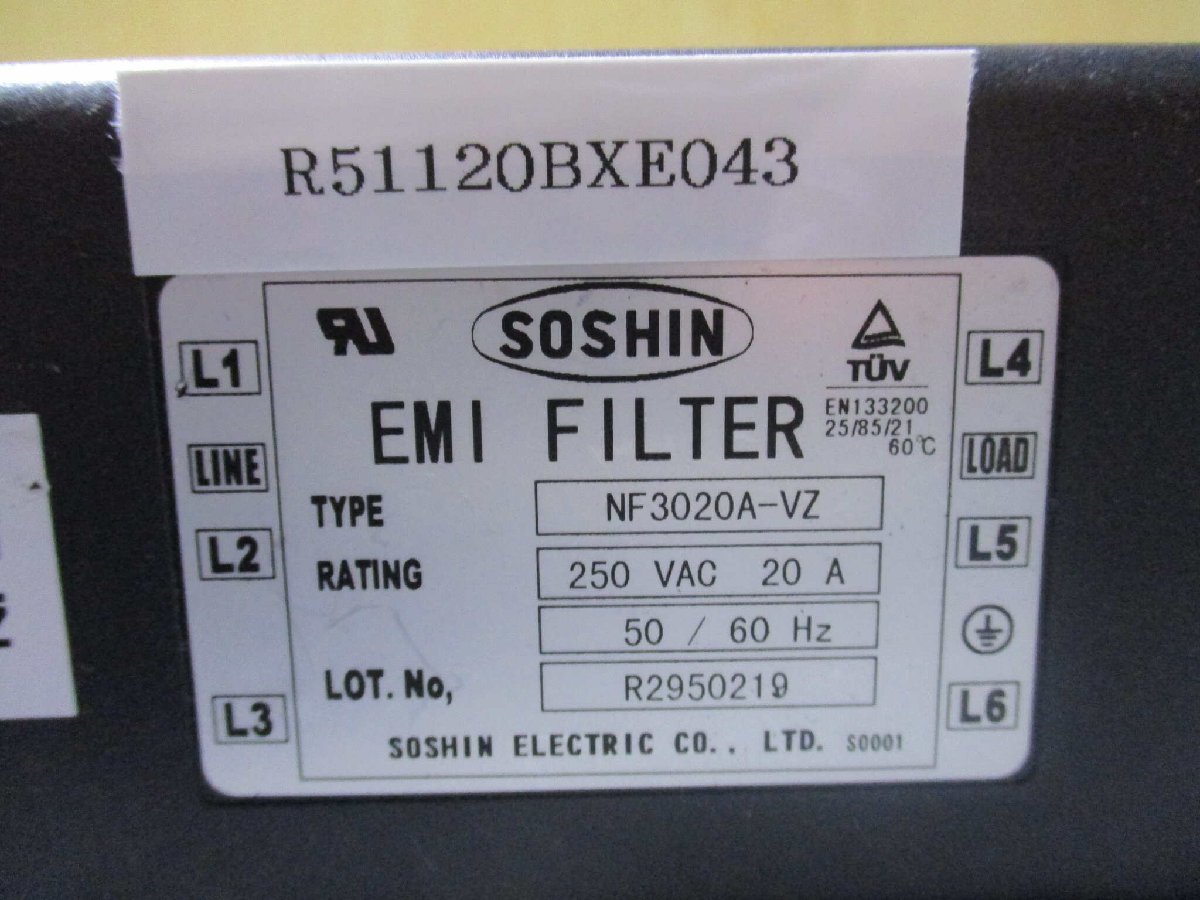 R51120BXE043
SOSHIN
EMI FILTER
TÜV
EN133200
25/85/21
60℃
L1
LINE
L2
L3
L4
LOAD
L5
L6
TYPE NF3020A-VZ
RATING 250 VAC 20 A
50 / 60 Hz
LOT. No, R2950219
SOSHIN ELECTRIC CO., LTD. S0001